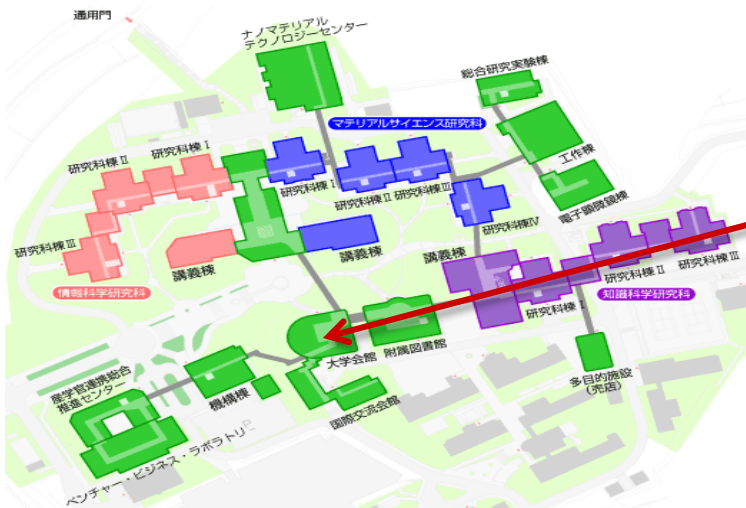 通用門
ナノマテリアル
テクノロジーセンター
総合研究実験棟
マテリアルサイエンス研究科
研究科棟Ⅰ
研究科棟Ⅱ
研究科棟Ⅰ
研究科棟Ⅱ
研究科棟Ⅲ
工作棟
電子顕微鏡棟
研究科棟Ⅲ
研究科棟Ⅳ
講義棟
講義棟
講義棟
情報科学研究科
研究科棟Ⅰ
研究科棟Ⅱ
研究科棟Ⅲ
知識科学研究科
大学会館
附属図書館
多目的施設
(売店)
産学官連携総合
推進センター
機構棟
国際交流会館
ベンチャー・ビジネス・ラボラトリ